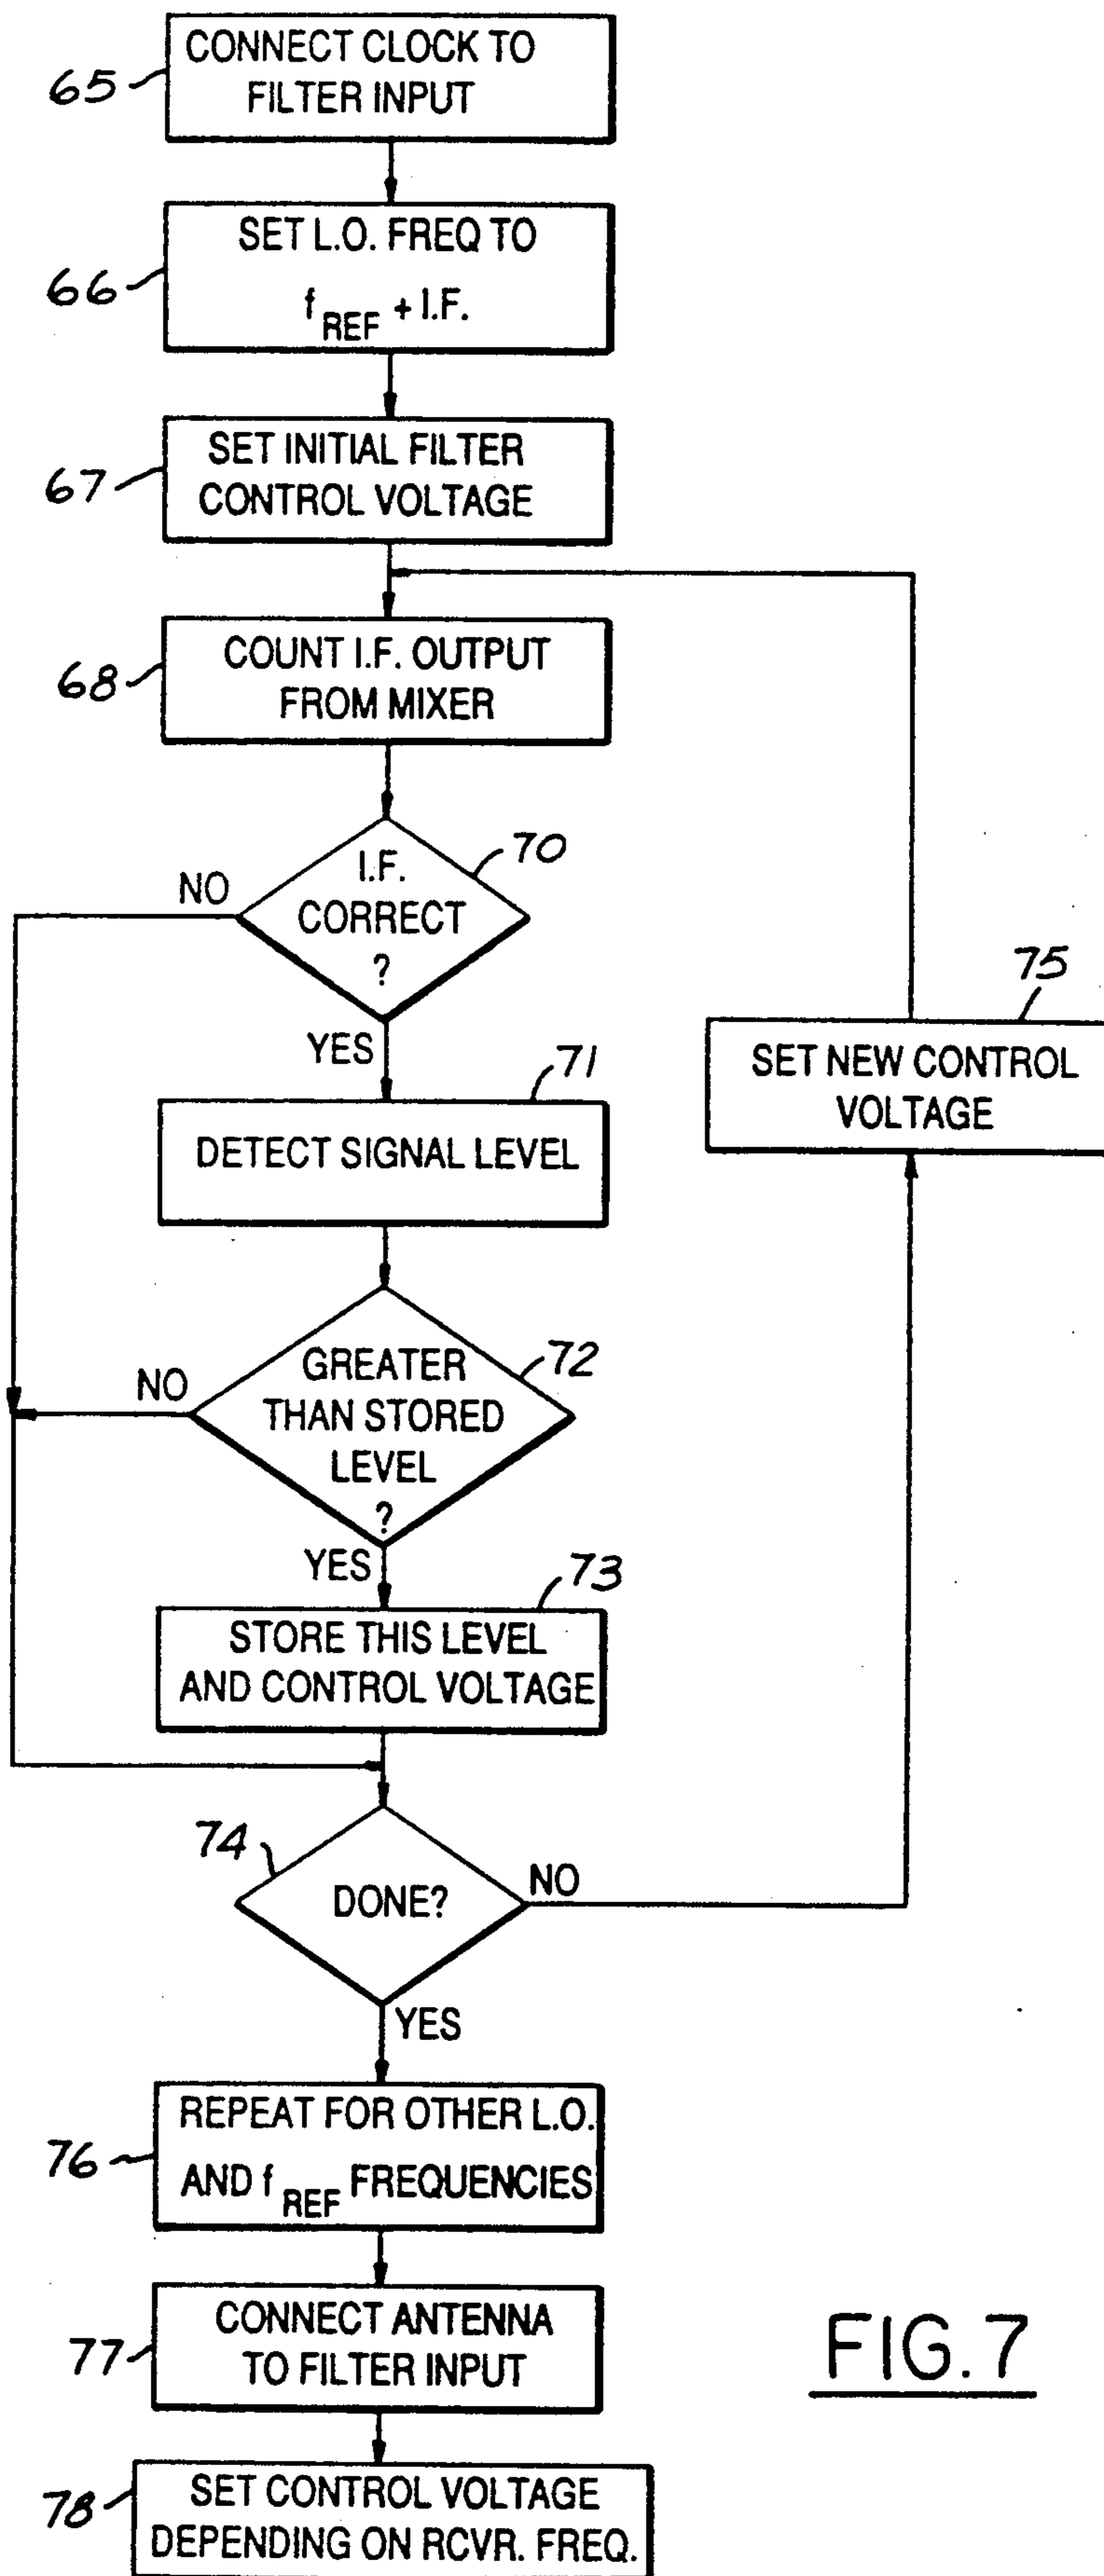 CONNECT CLOCK TO
FILTER INPUT
65
SET L.O. FREQ TO
fREF + I.F.
66
SET INITIAL FILTER
CONTROL VOLTAGE
67
COUNT I.F. OUTPUT
FROM MIXER
68
I.F.
CORRECT
?
70
NO
YES
75
SET NEW CONTROL
VOLTAGE
71
DETECT SIGNAL LEVEL
GREATER
THAN STORED
LEVEL
?
72
NO
YES
73
STORE THIS LEVEL
AND CONTROL VOLTAGE
74
DONE?
NO
YES
REPEAT FOR OTHER L.O.
AND fREF FREQUENCIES
76
CONNECT ANTENNA
TO FILTER INPUT
77
FIG. 7
SET CONTROL VOLTAGE
DEPENDING ON RCVR. FREQ.
78